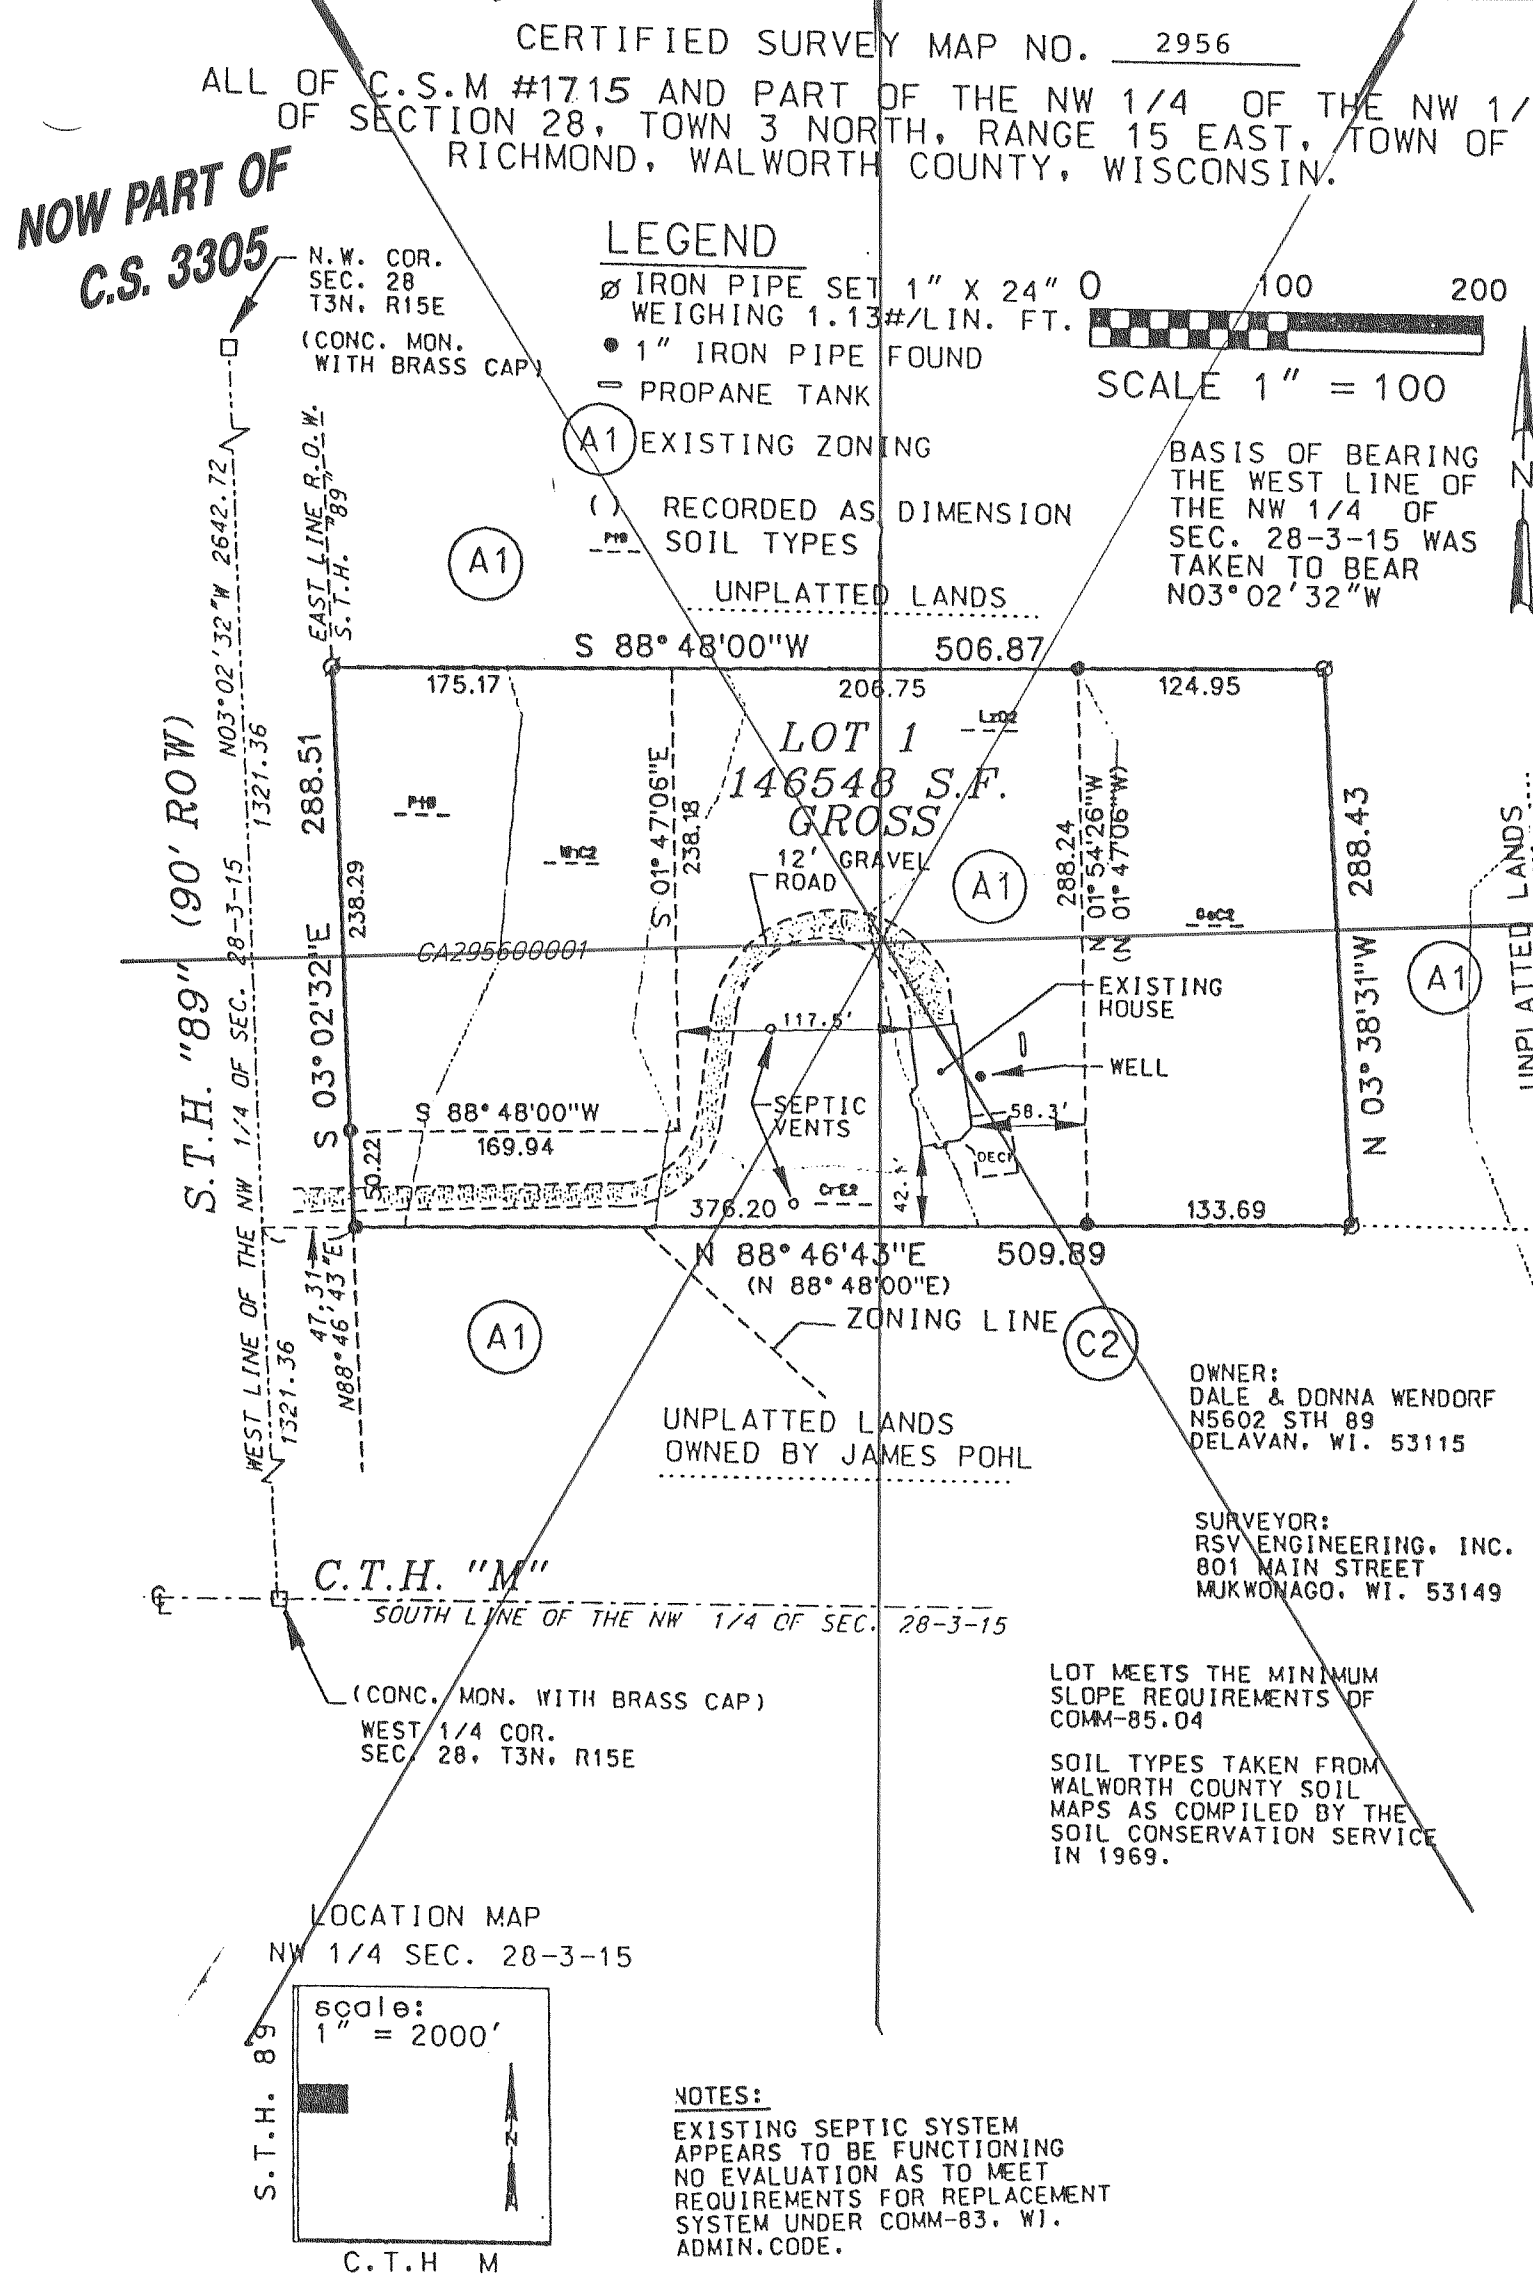 CERTIFIED SURVEY MAP NO. 2956
ALL OF C.S.M #1715 AND PART OF THE NW 1/4 OF THE NW 1/
OF SECTION 28, TOWN 3 NORTH, RANGE 15 EAST, TOWN OF
RICHMOND, WALWORTH COUNTY, WISCONSIN.
NOW PART OF
C.S. 3305
N.W. COR.
SEC. 28
T3N, R15E
(CONC. MON.
WITH BRASS CAP)
LEGEND
IRON PIPE SET 1" X 24"
WEIGHING 1.13#/LIN. FT.
1" IRON PIPE FOUND
PROPANE TANK
A1 EXISTING ZONING
( ) RECORDED AS DIMENSION
SOIL TYPES
0 100 200
SCALE 1" = 100
BASIS OF BEARING
THE WEST LINE OF
THE NW 1/4 OF
SEC. 28-3-15 WAS
TAKEN TO BEAR
N03°02'32"W
N
A1
UNPLATTED LANDS
EAST LINE R.O.W.
S.T.H. "89"
N03°02'32"W 2642.72
1321.36
S.T.H. "89" (90' ROW)
WEST LINE OF THE NW 1/4 OF SEC. 28-3-15
1321.36
S 88°48'00"W 506.87
175.17
206.75
124.95
S 03°02'32"E 288.51
238.29
50.22
LOT 1
146548 S.F.
GROSS
LzD2
WhC2
S 01°47'06"E
238.18
12' GRAVEL
ROAD
A1
288.24
N 01°54'26"W
(N 01°47'06"W)
GaC2
N 03°38'31"W 288.43
A1
UNPLATTED LANDS
UNPLATTED LANDS
CA295600001
117.5'
EXISTING
HOUSE
WELL
S 88°48'00"W
169.94
SEPTIC
VENTS
58.3'
DECK
CrE2
376.20
133.69
N 88°46'43"E 509.89
(N 88°48'00"E)
47.31
N88°46'43"E
ZONING LINE
A1
C2
UNPLATTED LANDS
OWNED BY JAMES POHL
OWNER:
DALE & DONNA WENDORF
N5602 STH 89
DELAVAN, WI. 53115
SURVEYOR:
RSV ENGINEERING, INC.
801 MAIN STREET
MUKWONAGO, WI. 53149
C.T.H. "M"
SOUTH LINE OF THE NW 1/4 OF SEC. 28-3-15
(CONC. MON. WITH BRASS CAP)
WEST 1/4 COR.
SEC. 28, T3N, R15E
LOT MEETS THE MINIMUM
SLOPE REQUIREMENTS OF
COMM-85.04
SOIL TYPES TAKEN FROM
WALWORTH COUNTY SOIL
MAPS AS COMPILED BY THE
SOIL CONSERVATION SERVICE
IN 1969.
LOCATION MAP
NW 1/4 SEC. 28-3-15
scale:
1" = 2000'
N
S.T.H. 89
C.T.H M
NOTES:
EXISTING SEPTIC SYSTEM
APPEARS TO BE FUNCTIONING
NO EVALUATION AS TO MEET
REQUIREMENTS FOR REPLACEMENT
SYSTEM UNDER COMM-83, WI.
ADMIN.CODE.